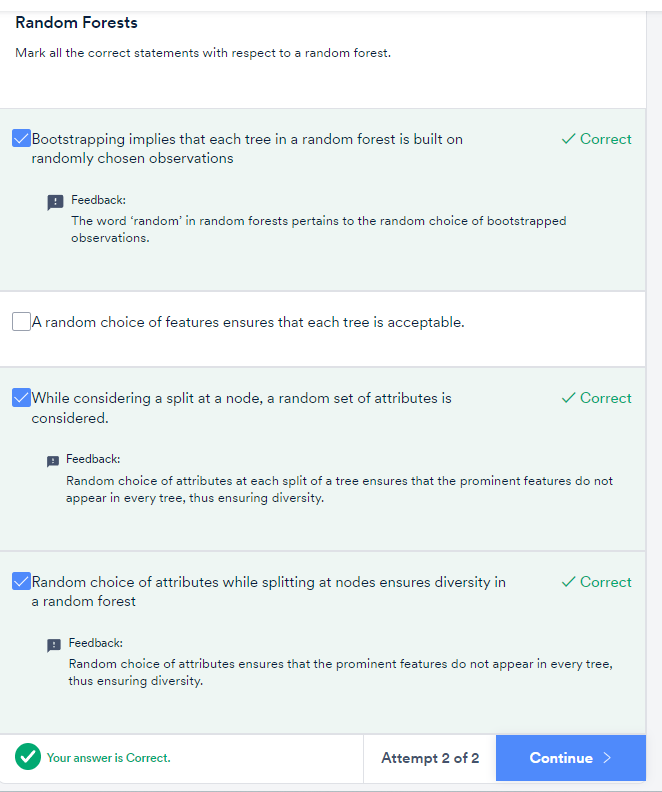 Random Forests
Mark all the correct statements with respect to a random forest.
Bootstrapping implies that each tree in a random forest is built on
randomly chosen observations
Correct
Feedback:
The word ‘random’ in random forests pertains to the random choice of bootstrapped
observations.
A random choice of features ensures that each tree is acceptable.
While considering a split at a node, a random set of attributes is
considered.
Correct
Feedback:
Random choice of attributes at each split of a tree ensures that the prominent features do not
appear in every tree, thus ensuring diversity.
Random choice of attributes while splitting at nodes ensures diversity in
a random forest
Correct
Feedback:
Random choice of attributes ensures that the prominent features do not appear in every tree,
thus ensuring diversity.
Your answer is Correct.
Attempt 2 of 2
Continue